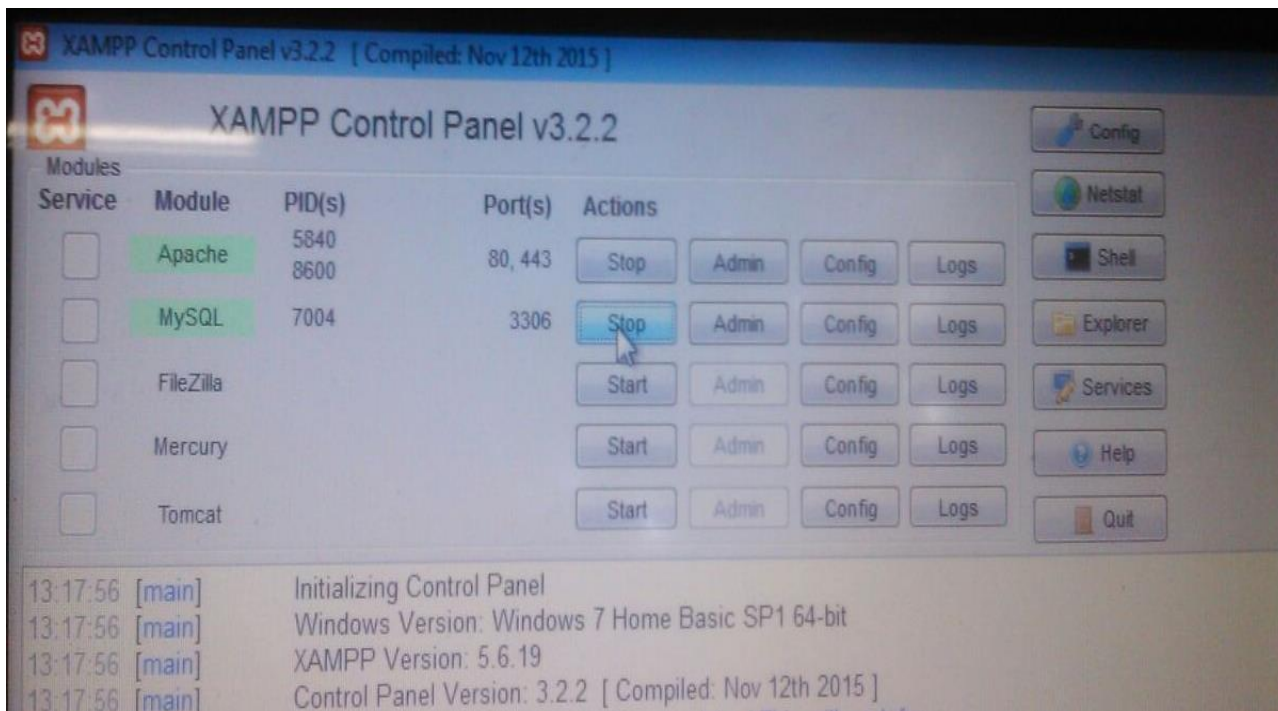 XAMPP Control Panel v3.2.2 [ Compiled: Nov 12th 2015 ]
XAMPP Control Panel v3.2.2
Config
Modules
Service Module PID(s) Port(s) Actions
Netstat
Apache 5840 8600 80, 443 Stop Admin Config Logs
Shell
MySQL 7004 3306 Stop Admin Config Logs
Explorer
FileZilla Start Admin Config Logs
Services
Mercury Start Admin Config Logs
Help
Tomcat Start Admin Config Logs
Quit
13:17:56 [main] Initializing Control Panel
13:17:56 [main] Windows Version: Windows 7 Home Basic SP1 64-bit
13:17:56 [main] XAMPP Version: 5.6.19
13:17:56 [main] Control Panel Version: 3.2.2 [ Compiled: Nov 12th 2015 ]